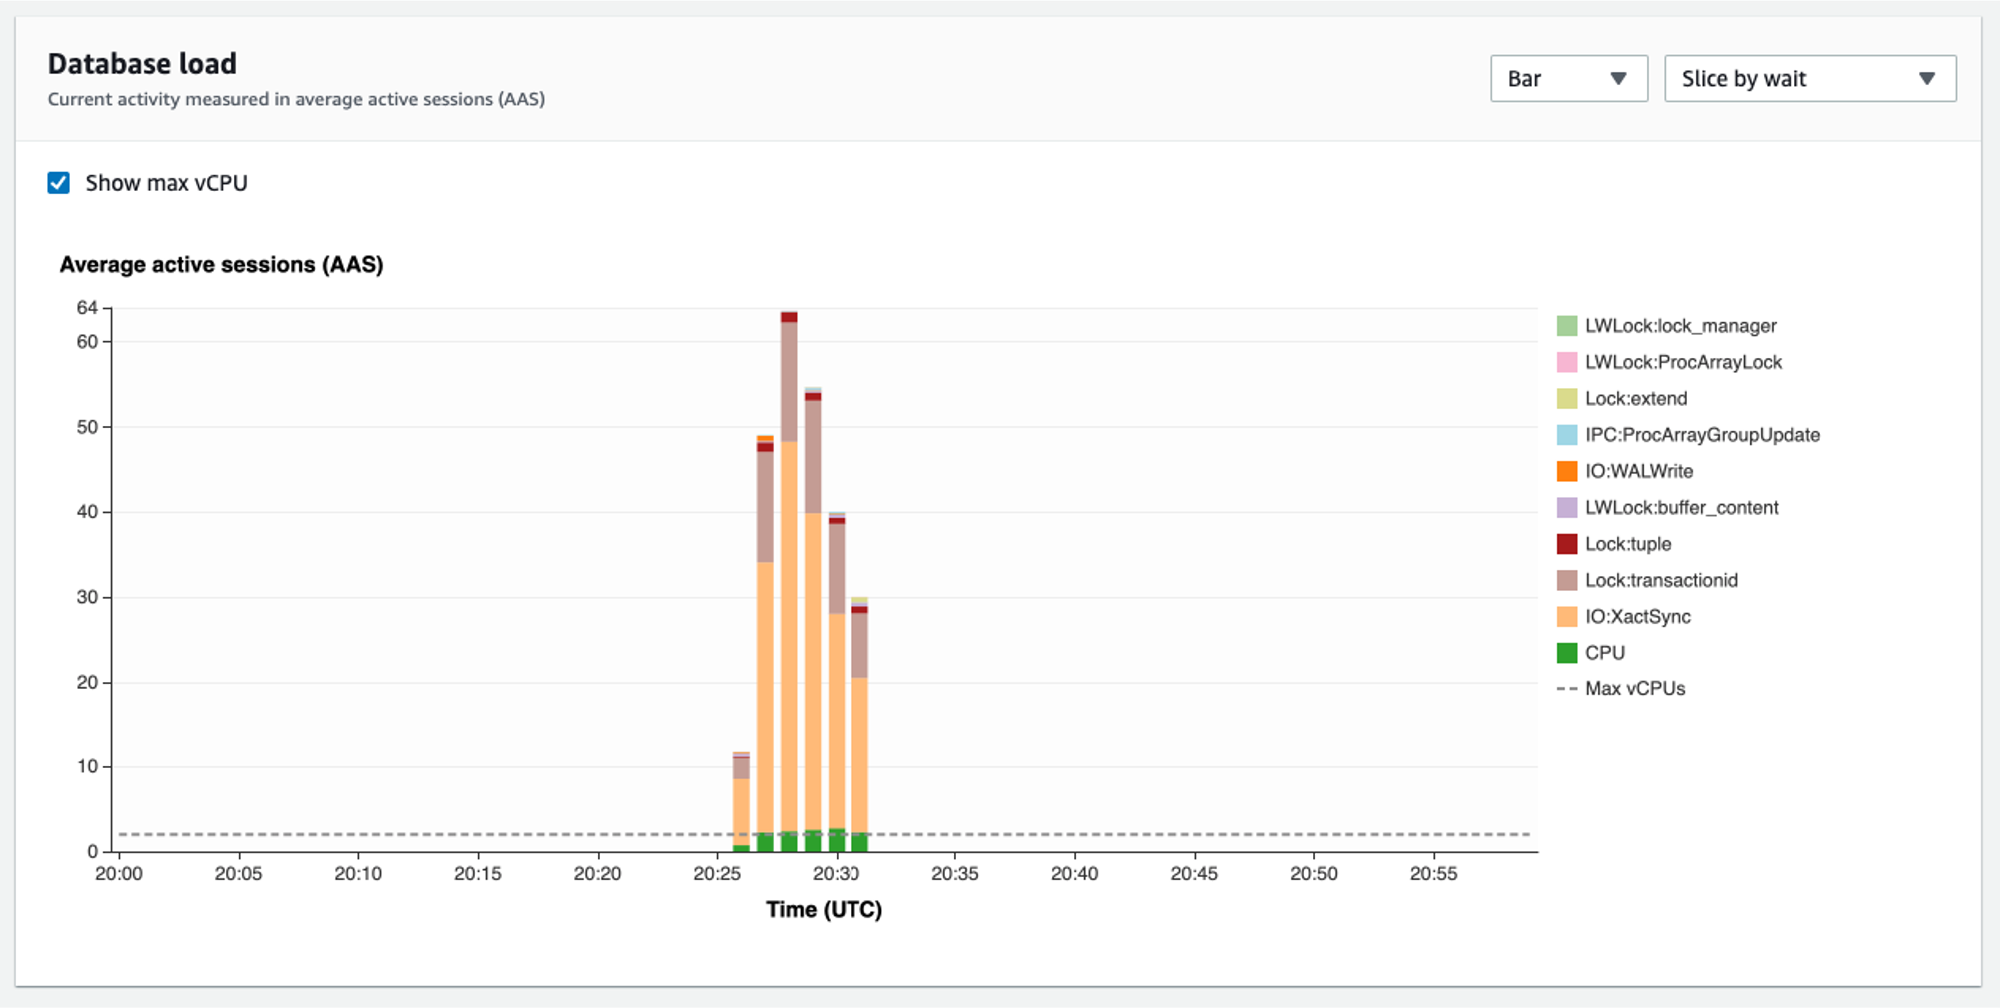 Database load
Current activity measured in average active sessions (AAS)
Bar
Slice by wait
Show max vCPU
Average active sessions (AAS)
64
60
50
40
30
20
10
0
20:00 20:05 20:10 20:15 20:20 20:25 20:30 20:35 20:40 20:45 20:50 20:55
Time (UTC)
LWLock:lock_manager
LWLock:ProcArrayLock
Lock:extend
IPC:ProcArrayGroupUpdate
IO:WALWrite
LWLock:buffer_content
Lock:tuple
Lock:transactionid
IO:XactSync
CPU
Max vCPUs